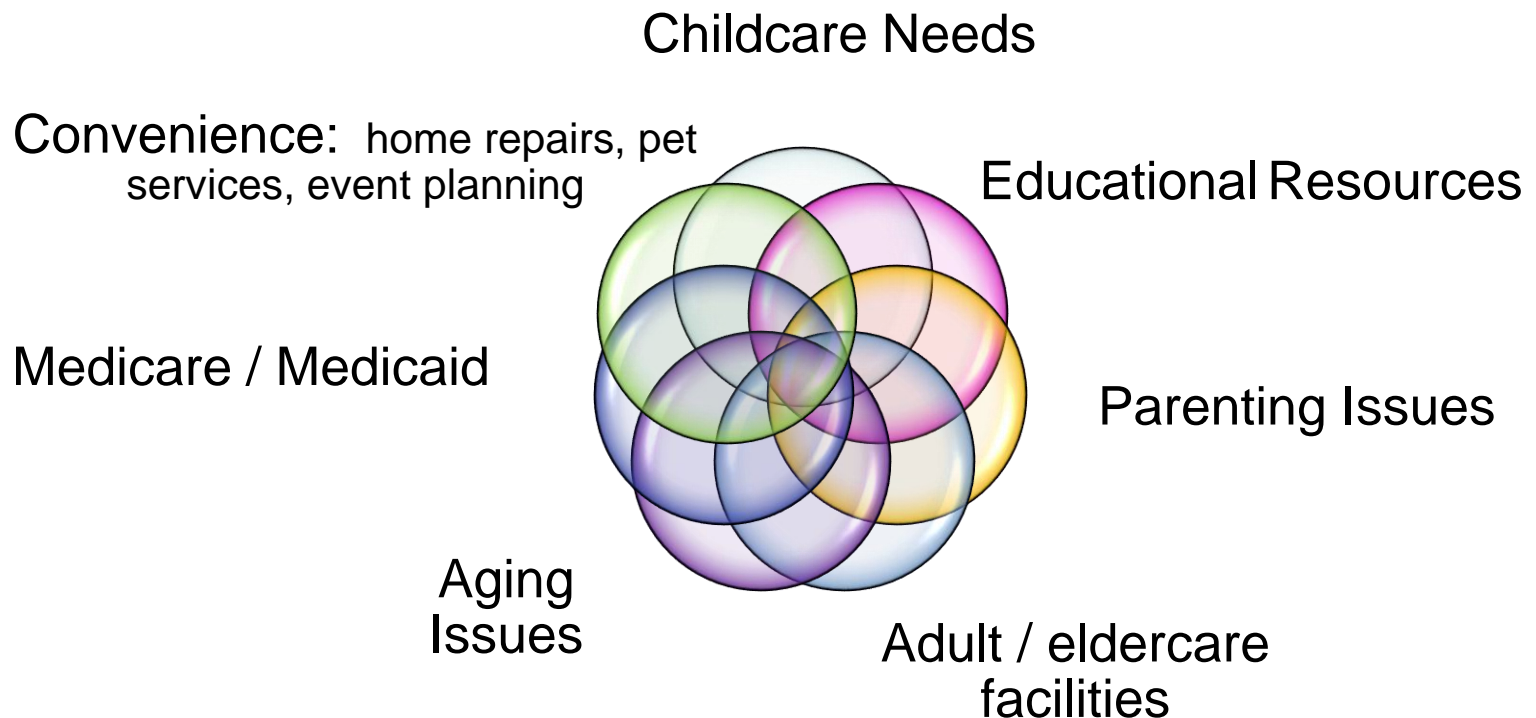 Childcare Needs
Convenience: home repairs, pet
services, event planning
Educational Resources
Medicare / Medicaid
Parenting Issues
Aging
Issues
Adult / eldercare
facilities